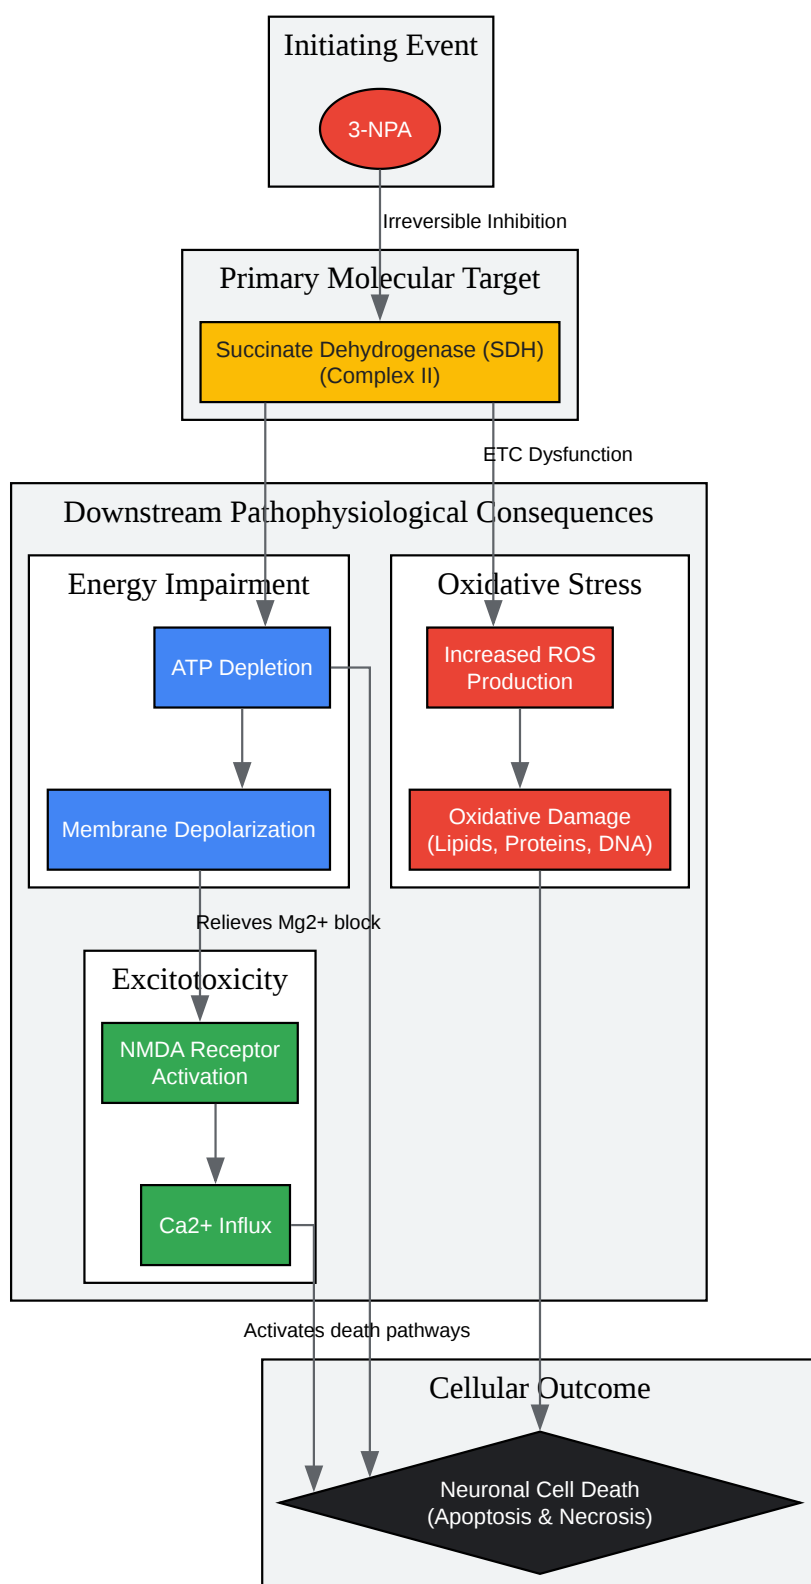 Initiating Event
3-NPA
Irreversible Inhibition
Primary Molecular Target
Succinate Dehydrogenase (SDH)
(Complex II)
ETC Dysfunction
Downstream Pathophysiological Consequences
Energy Impairment
Oxidative Stress
ATP Depletion
Increased ROS
Production
Membrane Depolarization
Oxidative Damage
(Lipids, Proteins, DNA)
Relieves Mg2+ block
Excitotoxicity
NMDA Receptor
Activation
Ca2+ Influx
Activates death pathways
Cellular Outcome
Neuronal Cell Death
(Apoptosis & Necrosis)